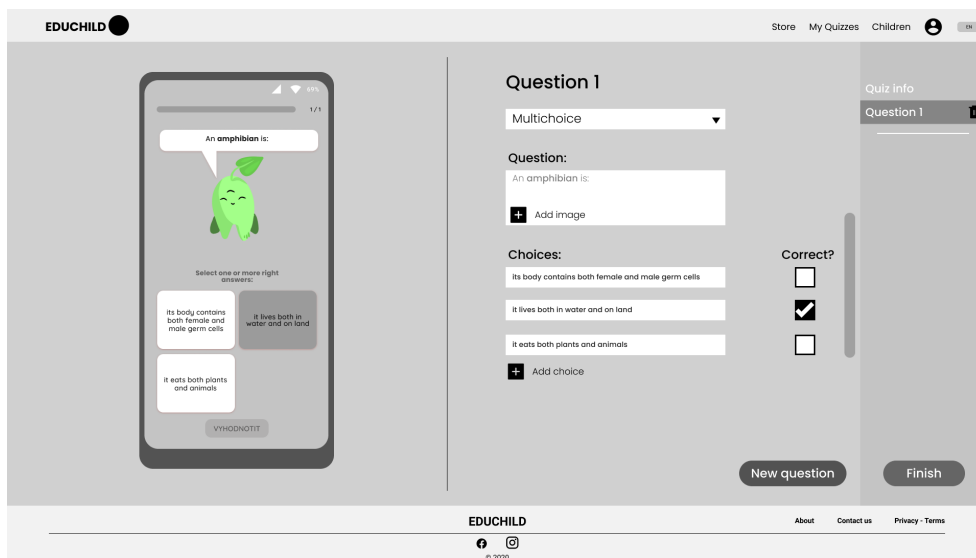 EDUCHILD
Store My Quizzes Children EN
69%
1/1
An amphibian is:
Select one or more right
answers:
its body contains
both female and
male germ cells
it lives both in
water and on land
it eats both plants
and animals
VYHODNOTIT
Question 1
Multichoice
Question:
An amphibian is:
Add image
Choices:
Correct?
its body contains both female and male germ cells
it lives both in water and on land
it eats both plants and animals
Add choice
New question
Quiz info
Question 1
Finish
EDUCHILD
About Contact us Privacy - Terms
© 2020